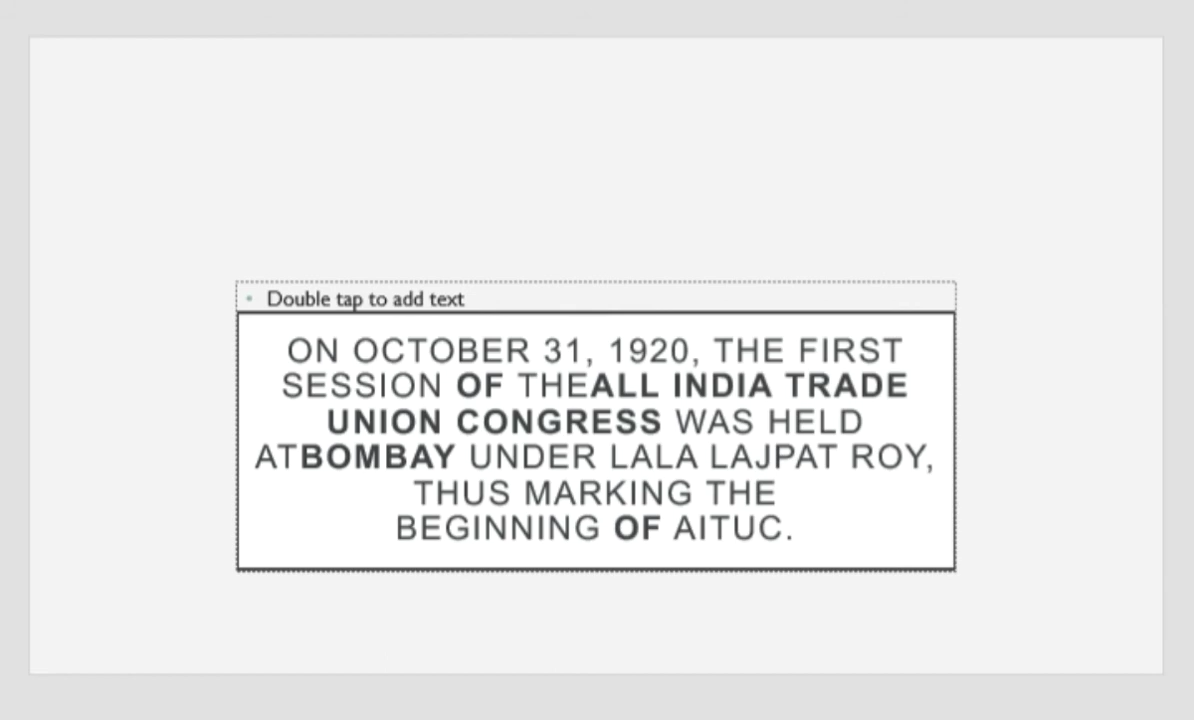 • Double tap to add text
ON OCTOBER 31, 1920, THE FIRST
SESSION OF THEALL INDIA TRADE
UNION CONGRESS WAS HELD
ATBOMBAY UNDER LALA LAJPAT ROY,
THUS MARKING THE
BEGINNING OF AITUC.